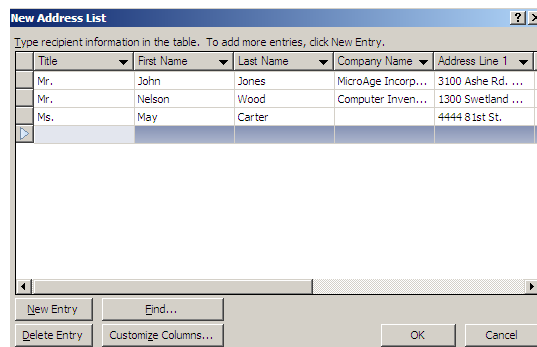 New Address List
Type recipient information in the table. To add more entries, click New Entry.
Title First Name Last Name Company Name Address Line 1
Mr. John Jones MicroAge Incorp... 3100 Ashe Rd. ...
Mr. Nelson Wood Computer Inven... 1300 Swetland ...
Ms. May Carter 4444 81st St.
New Entry Find...
Delete Entry Customize Columns... OK Cancel